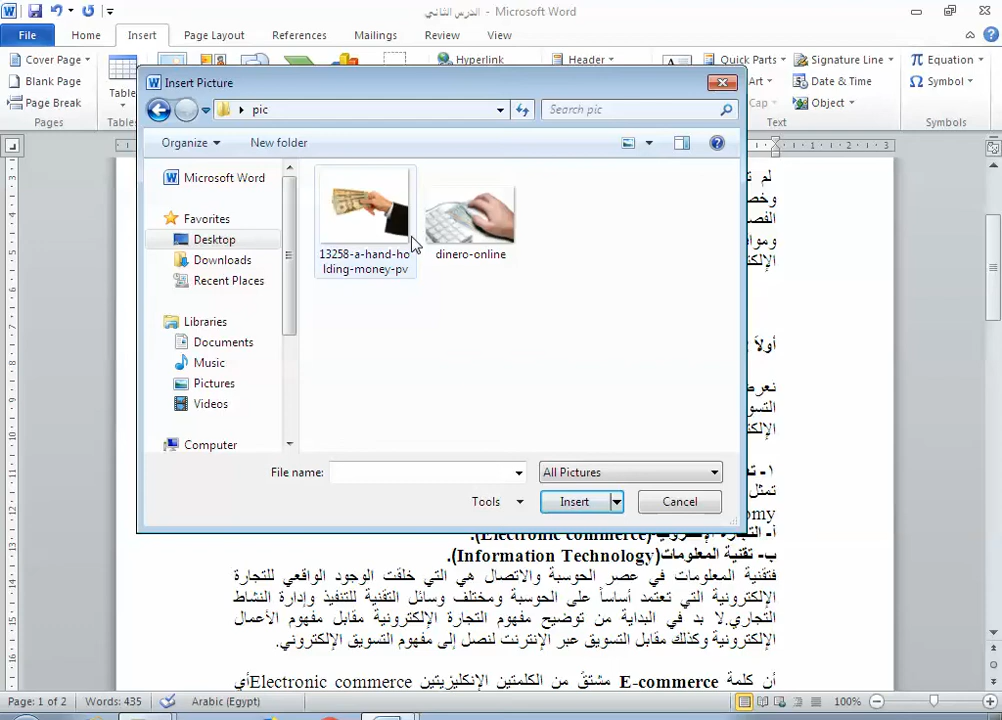 الدرس الثاني - Microsoft Word
File Home Insert Page Layout References Mailings Review View
Cover Page
Blank Page
Page Break
Pages
Table
Tables
Hyperlink
Header
Quick Parts
Signature Line
Date & Time
Object
Text
Equation
Symbol
Symbols
Insert Picture
pic
Search pic
Organize New folder
Microsoft Word
Favorites
Desktop
Downloads
Recent Places
Libraries
Documents
Music
Pictures
Videos
Computer
13258-a-hand-ho
lding-money-pv
dinero-online
File name: All Pictures
Tools Insert Cancel
ب- تقنية المعلومات(Information Technology).
فتقنية المعلومات في عصر الحوسبة والاتصال هي التي خلقت الوجود الواقعي للتجارة
الإلكترونية التي تعتمد أساساً على الحوسبة ومختلف وسائل التقنية للتنفيذ وإدارة النشاط
التجاري.لا بد في البداية من توضيح مفهوم التجارة الإلكترونية مقابل مفهوم الأعمال
الإلكترونية وكذلك مقابل التسويق عبر الإنترنت لنصل إلى مفهوم التسويق الإلكتروني.
أن كلمة E-commerce مشتق من الكلمتين الإنكليزيتين Electronic commerceأي
Page: 1 of 2 Words: 435 Arabic (Egypt) 100%